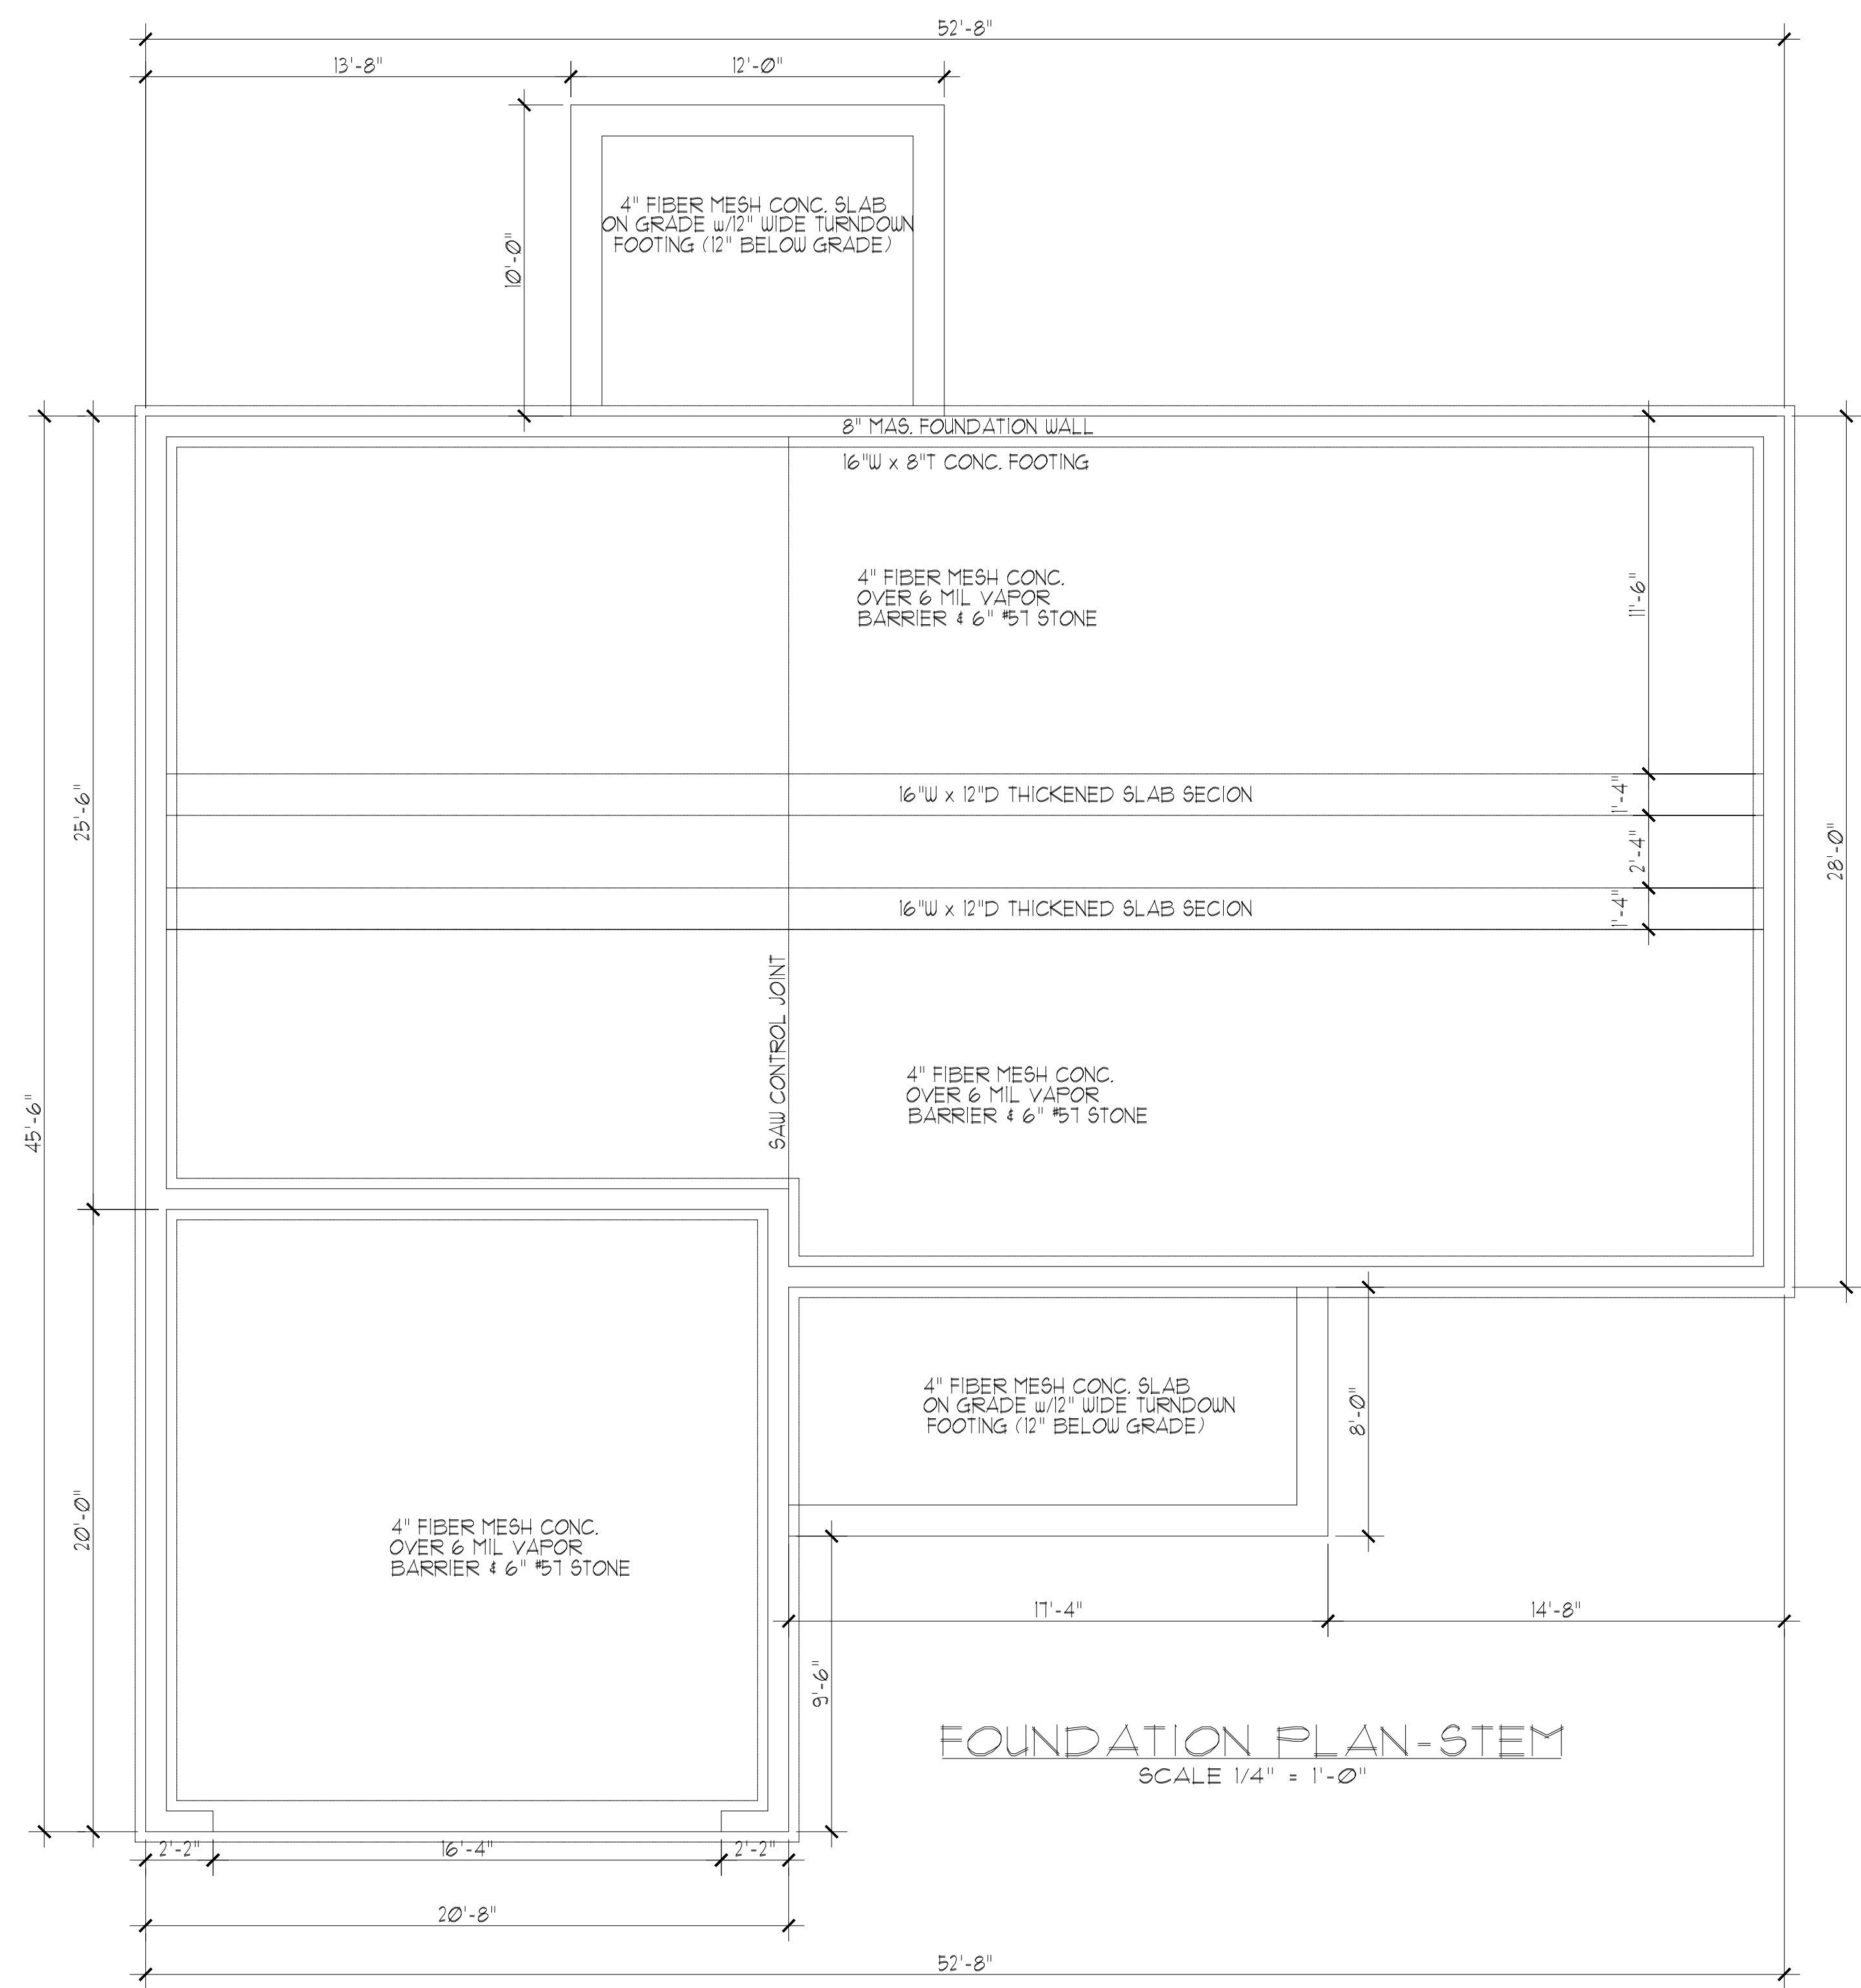 52'-8"
13'-8"
12'-0"
4" FIBER MESH CONC. SLAB
ON GRADE w/12" WIDE TURNDOWN
FOOTING (12" BELOW GRADE)
10'-0"
8" MAS. FOUNDATION WALL
16"W x 8"T CONC. FOOTING
4" FIBER MESH CONC.
OVER 6 MIL VAPOR
BARRIER & 6" #57 STONE
11'-6"
25'-6"
16"W x 12"D THICKENED SLAB SECION
1'-4"
2'-4"
28'-0"
16"W x 12"D THICKENED SLAB SECION
1'-4"
SAW CONTROL JOINT
45'-6"
4" FIBER MESH CONC.
OVER 6 MIL VAPOR
BARRIER & 6" #57 STONE
4" FIBER MESH CONC. SLAB
ON GRADE w/12" WIDE TURNDOWN
FOOTING (12" BELOW GRADE)
8'-0"
20'-0"
4" FIBER MESH CONC.
OVER 6 MIL VAPOR
BARRIER & 6" #57 STONE
17'-4"
14'-8"
9'-6"
FOUNDATION PLAN-STEM
SCALE 1/4" = 1'-0"
2'-2"
16'-4"
2'-2"
20'-8"
52'-8"